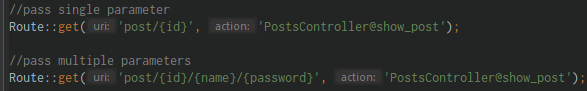 //pass single parameter
Route::get( uri: 'post/{id}', action: 'PostsController@show_post');
//pass multiple parameters
Route::get( uri: 'post/{id}/{name}/{password}', action: 'PostsController@show_post');